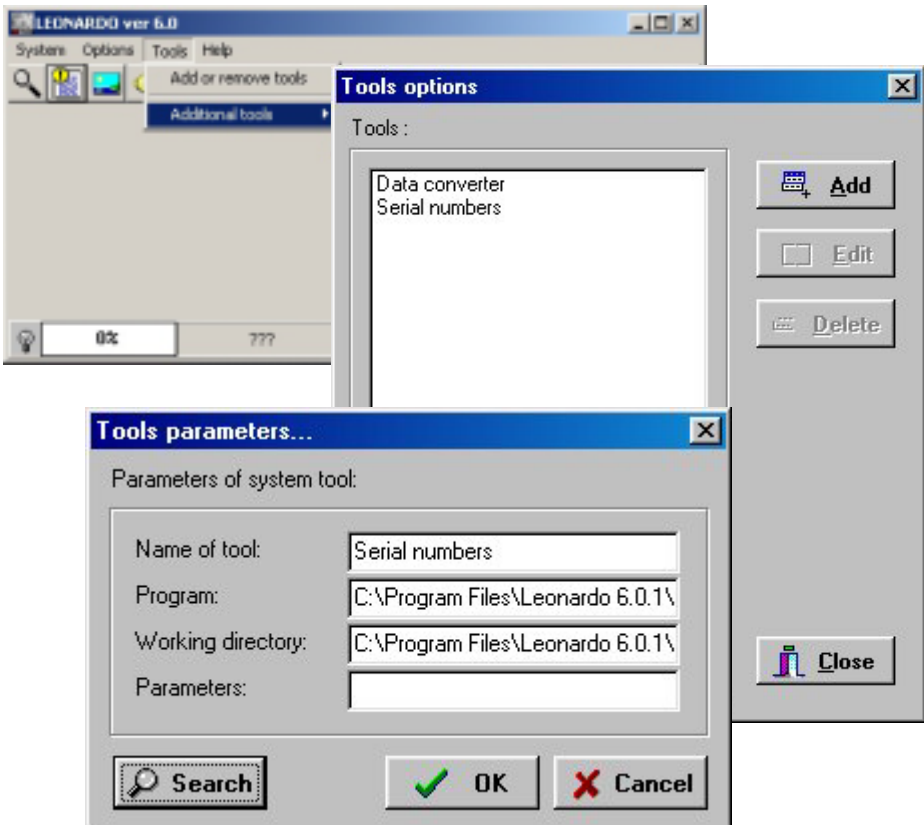 LEONARDO ver 6.0
System Options Tools Help
Add or remove tools
Additional tools
0% ???
Tools options
Tools :
Data converter
Serial numbers
Add
Edit
Delete
Close
Tools parameters...
Parameters of system tool:
Name of tool: Serial numbers
Program: C:\Program Files\Leonardo 6.0.1\
Working directory: C:\Program Files\Leonardo 6.0.1\
Parameters:
Search OK Cancel